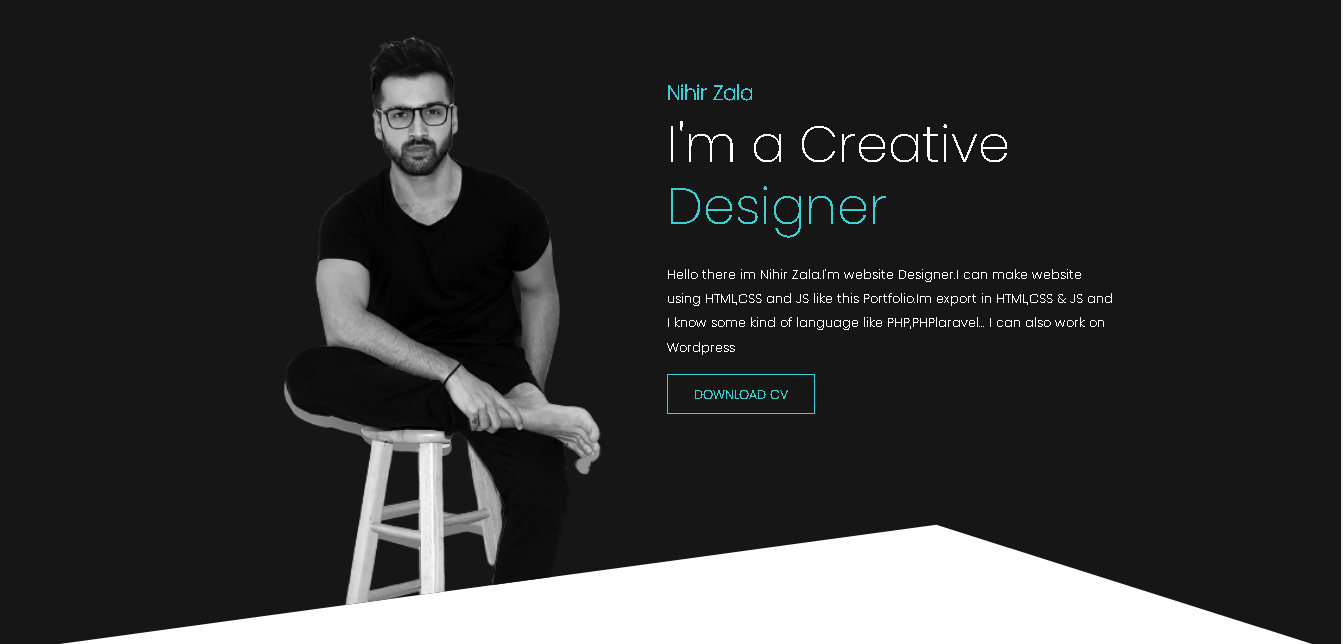 Nihir Zala
I'm a Creative
Designer
Hello there im Nihir Zala.I'm website Designer.I can make website
using HTML,CSS and JS like this Portfolio.Im export in HTML,CSS & JS and
I know some kind of language like PHP,PHPlaravel... I can also work on
Wordpress
DOWNLOAD CV